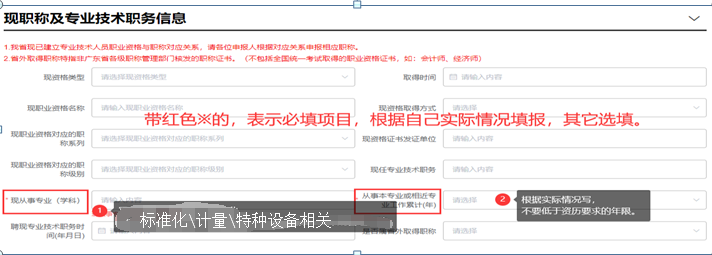 现职称及专业技术职务信息
1.我省现已建立专业技术人员职业资格与职称对应关系，请各位申报人根据对应关系申报相应职称。
2.省外取得职称特指非广东省各级职称管理部门核发的职称证书。（不包括全国统一考试取得的职业资格证书，如：会计师、经济师）
现资格类型 请选择现资格类型 取得时间 请输入内容
现职业资格名称 请输入现职业资格名称 现资格取得方式 请选择
带红色※的，表示必填项目，根据自己实际情况填报，其它选填。
现职业资格对应的职称系列 请选择现职业资格对应的职称系列 现资格证书发证单位 请输入内容
现职业资格对应的职称级别 请选择现职业资格对应的职称级别 现任专业技术职务 请输入内容
*现从事专业（学科） 请输入内容 *从事本专业或相近专业工作累计(年) 请选择
1 标准化\计量\特种设备相关
2 根据实际情况写，
不要低于资历要求的年限。
聘现专业技术职务时间(年月日) 是否属省外取得职称 请选择